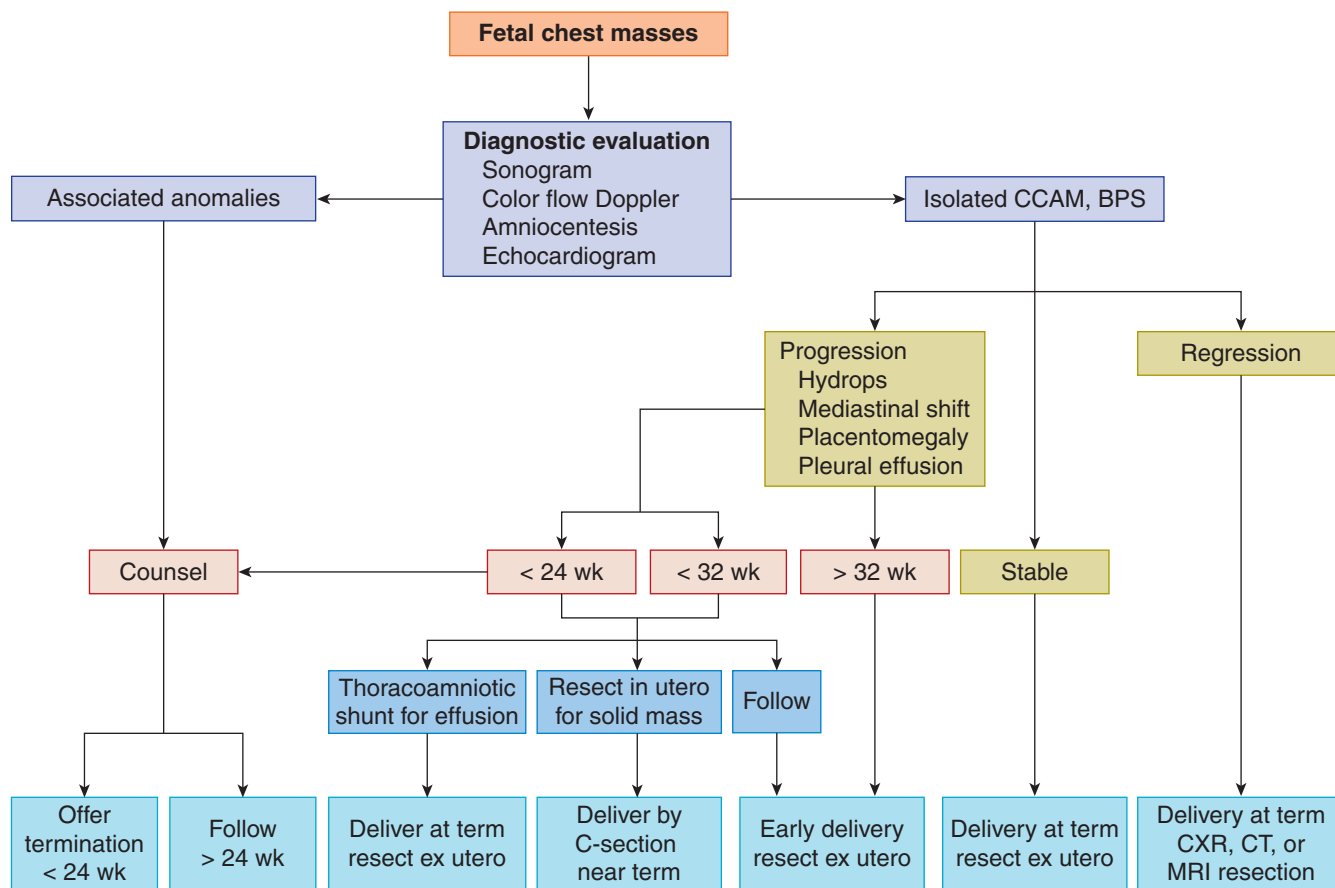 Fetal chest masses
Diagnostic evaluation
Sonogram
Color flow Doppler
Amniocentesis
Echocardiogram
Associated anomalies
Isolated CCAM, BPS
Progression
Hydrops
Mediastinal shift
Placentomegaly
Pleural effusion
Regression
Counsel
< 24 wk
< 32 wk
> 32 wk
Stable
Thoracoamniotic
shunt for effusion
Resect in utero
for solid mass
Follow
Offer
termination
< 24 wk
Follow
> 24 wk
Deliver at term
resect ex utero
Deliver by
C-section
near term
Early delivery
resect ex utero
Delivery at term
resect ex utero
Delivery at term
CXR, CT, or
MRI resection